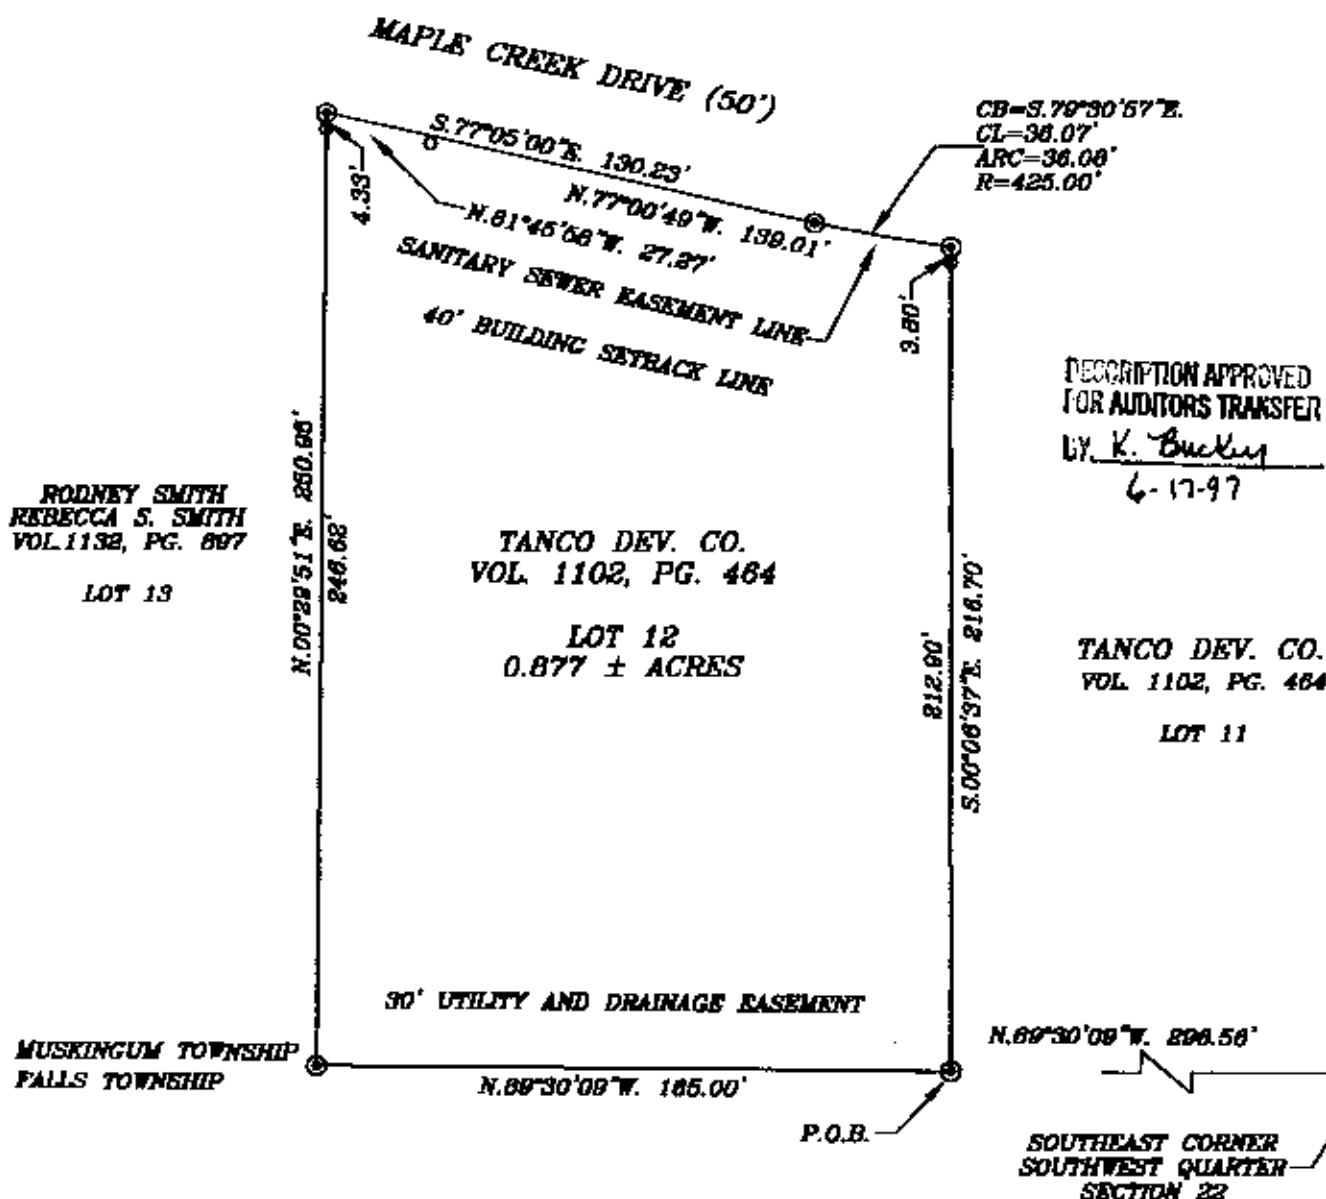 MAPLE CREEK DRIVE (50')
CB=S.79°30'57"E.
CL=36.07'
ARC=36.08'
R=425.00'
S.77°05'00"E. 130.23'
N.77°00'49"W. 139.01'
4.33'
N.81°45'58"W. 27.27'
SANITARY SEWER EASEMENT LINE
3.80'
40' BUILDING SETBACK LINE
DESCRIPTION APPROVED
FOR AUDITORS TRANSFER
BY. K. Buckley
6-17-97
N.00°29'51"E. 250.95'
246.62'
RODNEY SMITH
REBECCA S. SMITH
VOL.1132, PG. 697
LOT 13
TANCO DEV. CO.
VOL. 1102, PG. 464
LOT 12
0.877 ± ACRES
212.90'
S.00°06'37"E. 216.70'
TANCO DEV. CO.
VOL. 1102, PG. 464
LOT 11
30' UTILITY AND DRAINAGE EASEMENT
MUSKINGUM TOWNSHIP
FALLS TOWNSHIP
N.89°30'09"W. 165.00'
N.89°30'09"W. 296.56'
P.O.B.
SOUTHEAST CORNER
SOUTHWEST QUARTER
SECTION 22